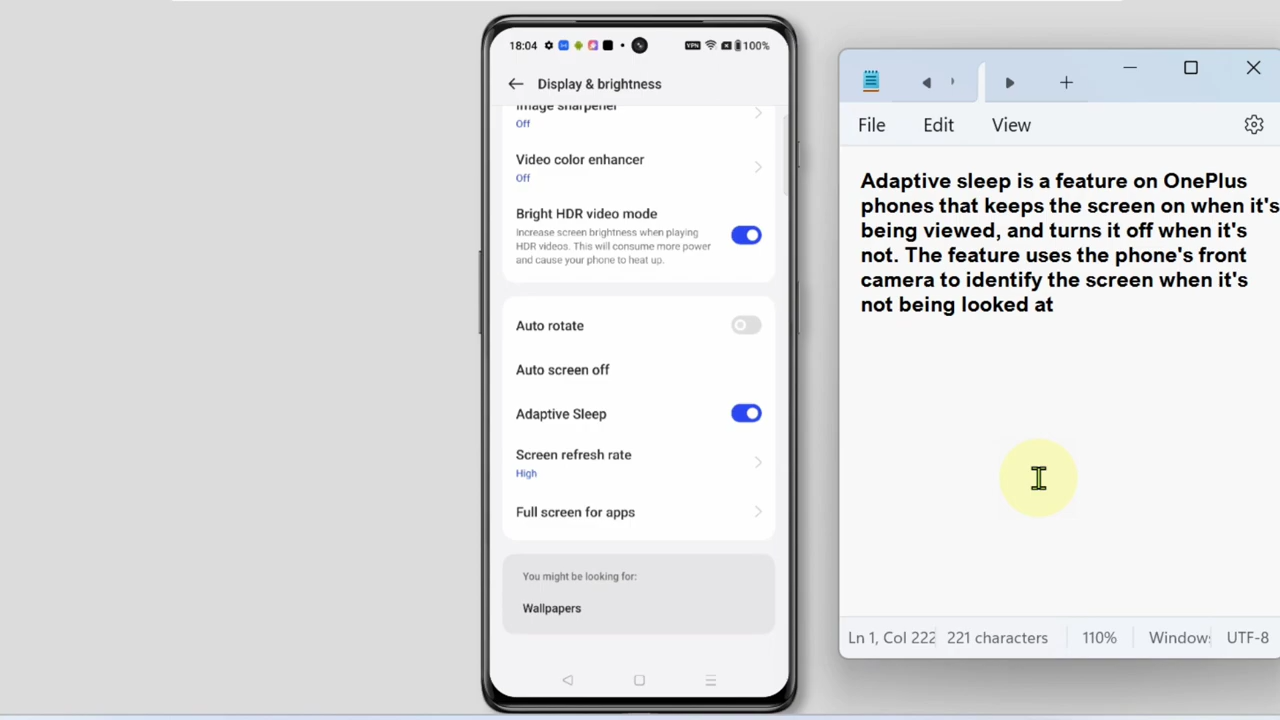 18:04
VPN
100%
Display & brightness
Image sharpener
Off
Video color enhancer
Off
Bright HDR video mode
Increase screen brightness when playing
HDR videos. This will consume more power
and cause your phone to heat up.
Auto rotate
Auto screen off
Adaptive Sleep
Screen refresh rate
High
Full screen for apps
You might be looking for:
Wallpapers
File Edit View
Adaptive sleep is a feature on OnePlus
phones that keeps the screen on when it's
being viewed, and turns it off when it's
not. The feature uses the phone's front
camera to identify the screen when it's
not being looked at
Ln 1, Col 222 221 characters 110% Windows UTF-8